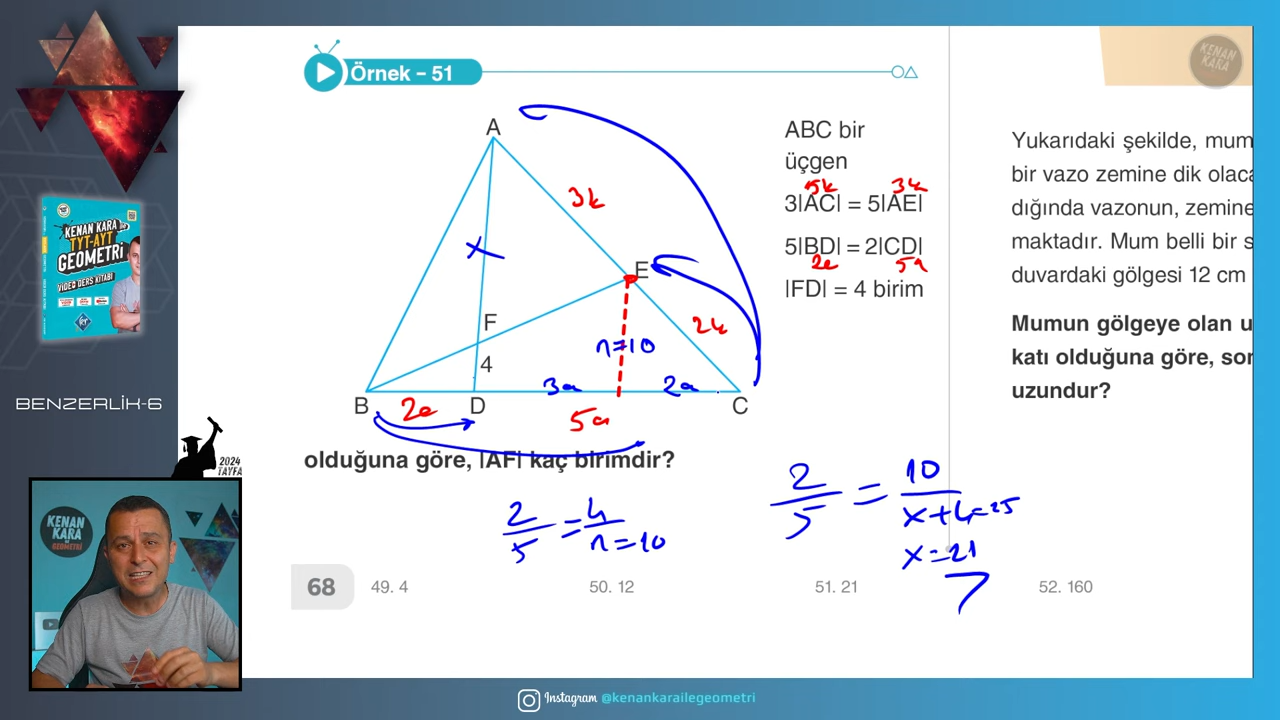 Örnek – 51
KENAN
KARA
A
3k
x
E
F
n=10
2k
4
3a
2a
B
2a
D
5a
C
ABC bir
üçgen
5k
3k
3|AC| = 5|AE|
5|BD| = 2|CD|
2a
5a
|FD| = 4 birim
olduğuna göre, |AF| kaç birimdir?
2/5 = 4/n=10
2/5 = 10/x+4=25
x=21
68
49. 4
50. 12
51. 21
52. 160
Yukarıdaki şekilde, mum
bir vazo zemine dik olaca
dığında vazonun, zemine
maktadır. Mum belli bir s
duvardaki gölgesi 12 cm
Mumun gölgeye olan u
katı olduğuna göre, son
uzundur?
KENAN KARA
TYT-AYT
GEOMETRİ
VİDEO DERS KİTABI
BENZERLİK-6
2024
TAYFA
KENAN
KARA
GEOMETRİ
Instagram @kenankarailegeometri